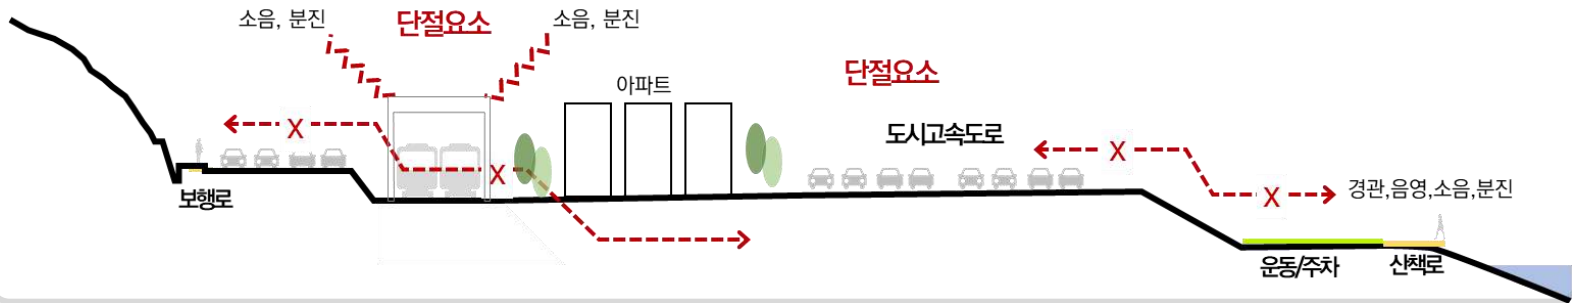 소음, 분진
단절요소
소음, 분진
단절요소
아파트
도시고속도로
X
X
X
X
보행로
경관,음영,소음,분진
운동/주차
산책로